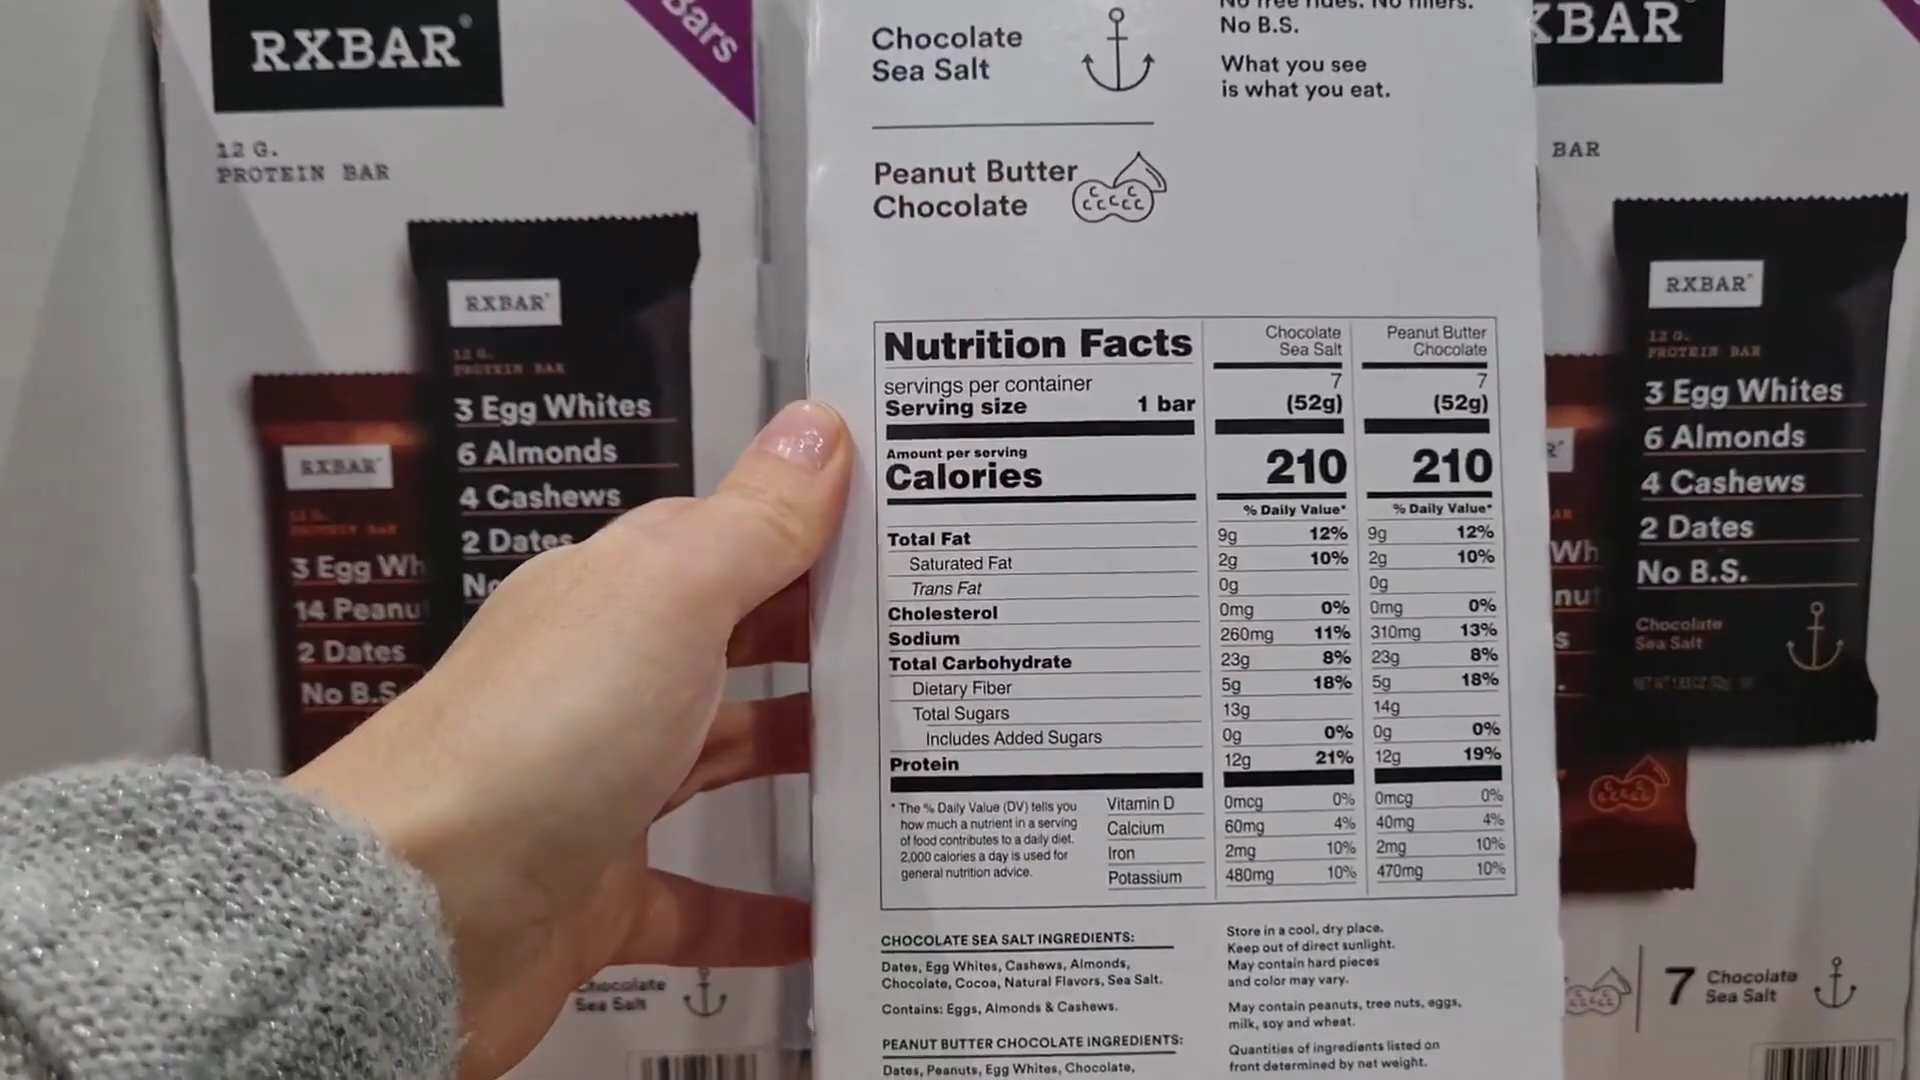 RXBAR®
Bars
12 G.
PROTEIN BAR
RXBAR
12 G.
PROTEIN BAR
3 Egg Whites
6 Almonds
4 Cashews
2 Dates
No
RXBAR
PROTEIN BAR
3 Egg Wh
14 Peanu
2 Dates
No B.S.
Chocolate
Sea Salt
Chocolate
Sea Salt
Peanut Butter
Chocolate
No B.S.
What you see
is what you eat.
Nutrition Facts Chocolate Sea Salt Peanut Butter Chocolate
servings per container 7 7
Serving size 1 bar (52g) (52g)
Amount per serving
Calories 210 210
% Daily Value* % Daily Value*
Total Fat 9g 12% 9g 12%
Saturated Fat 2g 10% 2g 10%
Trans Fat 0g 0g
Cholesterol 0mg 0% 0mg 0%
Sodium 260mg 11% 310mg 13%
Total Carbohydrate 23g 8% 23g 8%
Dietary Fiber 5g 18% 5g 18%
Total Sugars 13g 14g
Includes Added Sugars 0g 0% 0g 0%
Protein 12g 21% 12g 19%
* The % Daily Value (DV) tells you
how much a nutrient in a serving
of food contributes to a daily diet.
2,000 calories a day is used for
general nutrition advice.
Vitamin D 0mcg 0% 0mcg 0%
Calcium 60mg 4% 40mg 4%
Iron 2mg 10% 2mg 10%
Potassium 480mg 10% 470mg 10%
CHOCOLATE SEA SALT INGREDIENTS:
Dates, Egg Whites, Cashews, Almonds,
Chocolate, Cocoa, Natural Flavors, Sea Salt.
Contains: Eggs, Almonds & Cashews.
PEANUT BUTTER CHOCOLATE INGREDIENTS:
Dates, Peanuts, Egg Whites, Chocolate,
Store in a cool, dry place.
Keep out of direct sunlight.
May contain hard pieces
and color may vary.
May contain peanuts, tree nuts, eggs,
milk, soy and wheat.
Quantities of ingredients listed on
front determined by net weight.
XBAR
BAR
RXBAR
12 G.
PROTEIN BAR
3 Egg Whites
6 Almonds
4 Cashews
2 Dates
No B.S.
Chocolate
Sea Salt
Wh
nut
s
7 Chocolate
Sea Salt